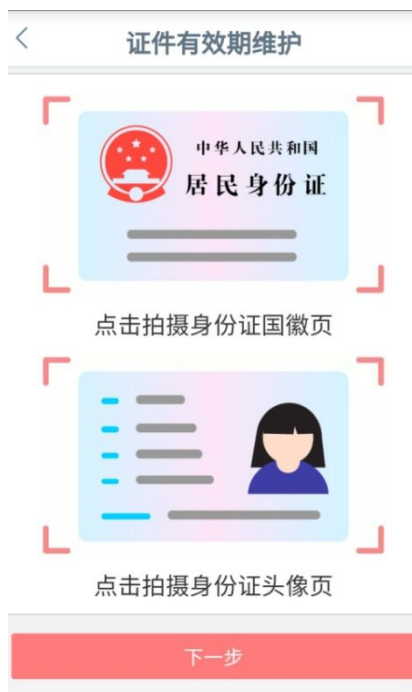 证件有效期维护
中华人民共和国
居民身份证
点击拍摄身份证国徽页
点击拍摄身份证头像页
下一步